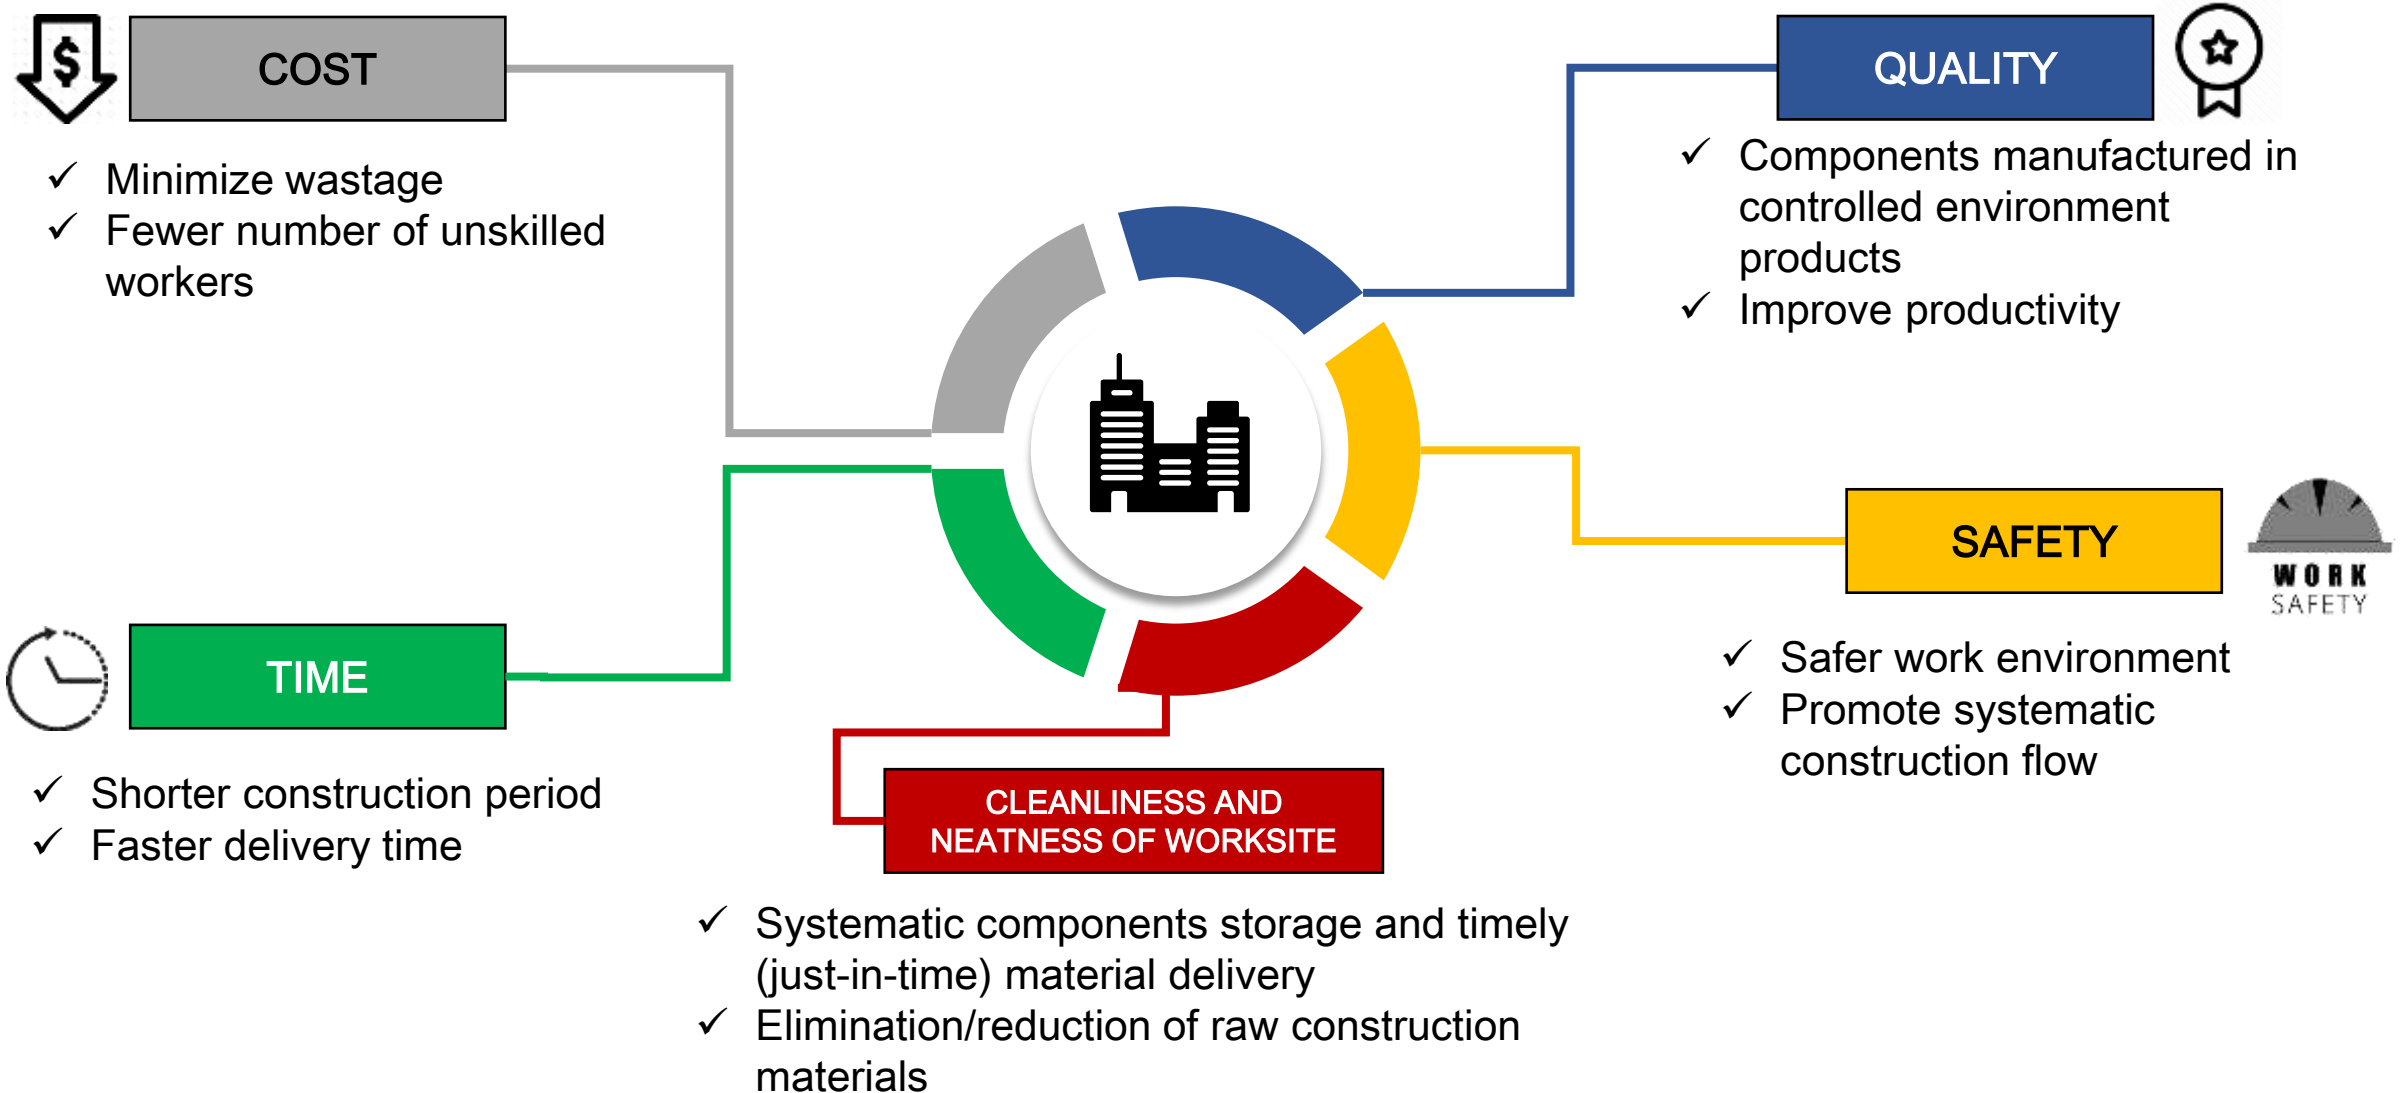 $
COST
Minimize wastage
Fewer number of unskilled
workers
QUALITY
Components manufactured in
controlled environment
products
Improve productivity
SAFETY
WORK
SAFETY
Safer work environment
Promote systematic
construction flow
TIME
Shorter construction period
Faster delivery time
CLEANLINESS AND
NEATNESS OF WORKSITE
Systematic components storage and timely
(just-in-time) material delivery
Elimination/reduction of raw construction
materials